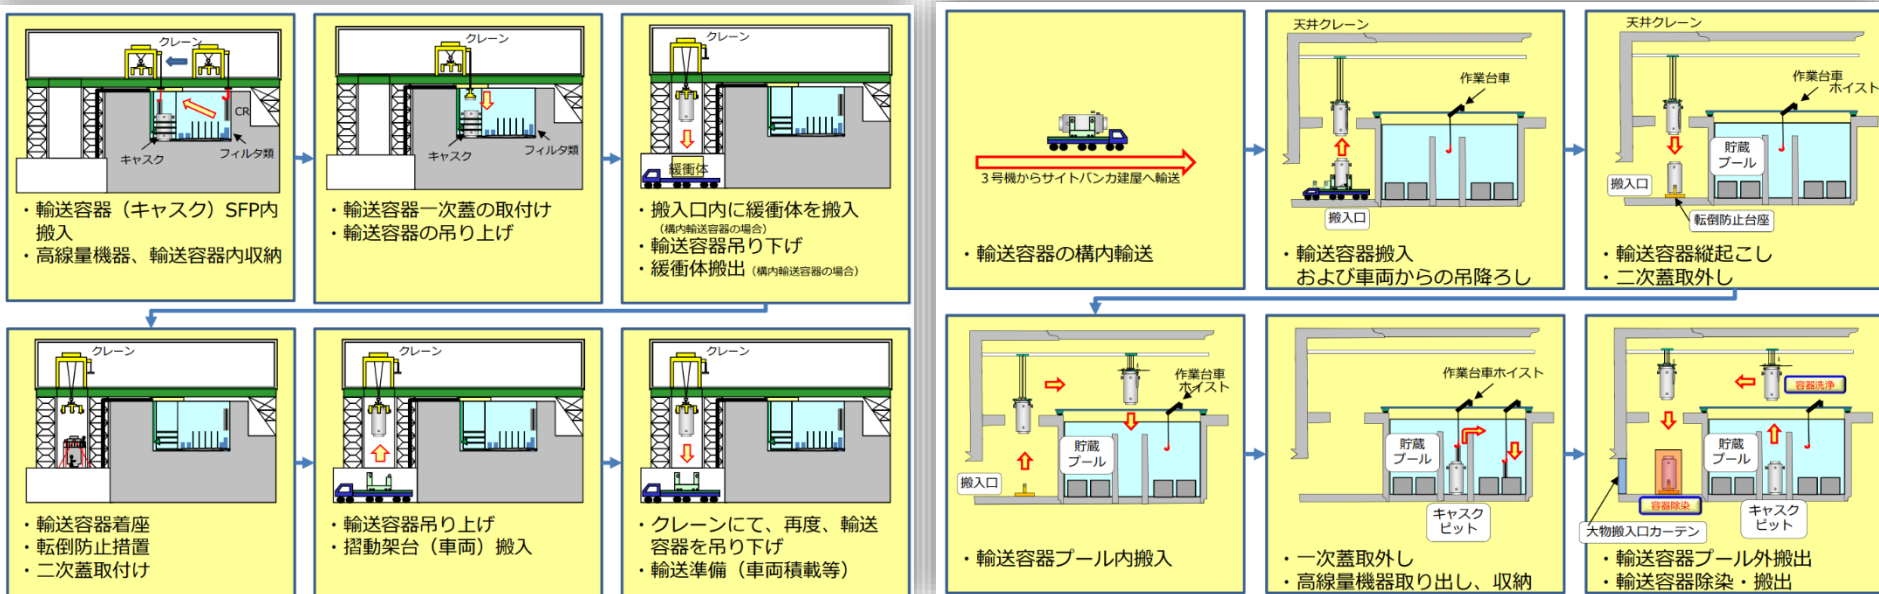 クレーン
CR
キャスク
フィルタ類
・輸送容器（キャスク）SFP内
搬入
・高線量機器、輸送容器内収納
クレーン
キャスク
フィルタ類
・輸送容器一次蓋の取付け
・輸送容器の吊り上げ
クレーン
緩衝体
・搬入口内に緩衝体を搬入
（構内輸送容器の場合）
・輸送容器吊り下げ
・緩衝体搬出（構内輸送容器の場合）
クレーン
・輸送容器着座
・転倒防止措置
・二次蓋取付け
クレーン
・輸送容器吊り上げ
・摺動架台（車両）搬入
クレーン
・クレーンにて、再度、輸送
容器を吊り下げ
・輸送準備（車両積載等）
３号機からサイトバンカ建屋へ輸送
・輸送容器の構内輸送
天井クレーン
作業台車
搬入口
・輸送容器搬入
および車両からの吊降ろし
天井クレーン
作業台車
ホイスト
貯蔵
プール
搬入口
転倒防止台座
・輸送容器縦起こし
・二次蓋取外し
作業台車
ホイスト
貯蔵
プール
搬入口
・輸送容器プール内搬入
作業台車ホイスト
貯蔵
プール
キャスク
ピット
・一次蓋取外し
・高線量機器取り出し、収納
容器洗浄
貯蔵
プール
容器除染
キャスク
ピット
大物搬入口カーテン
・輸送容器プール外搬出
・輸送容器除染・搬出